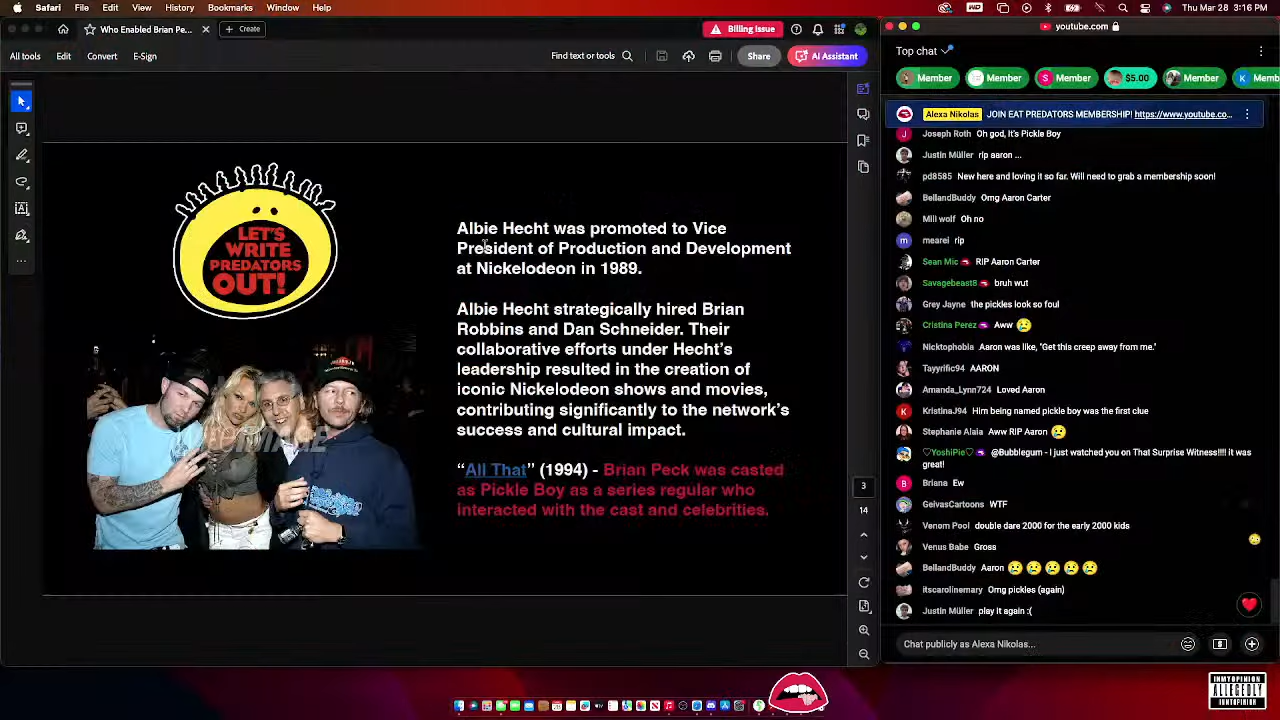 Safari File Edit View History Bookmarks Window Help
Thu Mar 28 3:16 PM
Who Enabled Brian Pe...
Create
Billing issue
All tools Edit Convert E-Sign
Find text or tools
Share
AI Assistant
LET'S
WRITE
PREDATORS
OUT!
Albie Hecht was promoted to Vice
President of Production and Development
at Nickelodeon in 1989.
Albie Hecht strategically hired Brian
Robbins and Dan Schneider. Their
collaborative efforts under Hecht's
leadership resulted in the creation of
iconic Nickelodeon shows and movies,
contributing significantly to the network's
success and cultural impact.
“All That” (1994) - Brian Peck was casted
as Pickle Boy as a series regular who
interacted with the cast and celebrities.
3
14
youtube.com
Top chat
Member
Member
S Member
$5.00
Member
K Memb
Alexa Nikolas JOIN EAT PREDATORS MEMBERSHIP! https://www.youtube.co...
J Joseph Roth Oh god, It's Pickle Boy
Justin Müller rip aaron ...
pd8585 New here and loving it so far. Will need to grab a membership soon!
BellandBuddy Omg Aaron Carter
Mili wolf Oh no
m mearei rip
Sean Mic RIP Aaron Carter
Savagebeast8 bruh wut
Grey Jayne the pickles look so foul
Cristina Perez Aww 😢
Nicktophobia Aaron was like, "Get this creep away from me."
Tayyrific94 AARON
Amanda_Lynn724 Loved Aaron
K KristinaJ94 Him being named pickle boy was the first clue
Stephanie Alaia Aww RIP Aaron 😢
♡YoshiPie♡ @Bubblegum - I just watched you on That Surprise Witness!!!! it was
great!
B Briana Ew
GeivasCartoons WTF
Venom Pool double dare 2000 for the early 2000 kids
Venus Babe Gross
BellandBuddy Aaron 😢 😢 😢 😢 😢
itscarolinemary Omg pickles (again)
Justin Müller play it again :(
Chat publicly as Alexa Nikolas...
INMYOPINION
ALLEGEDLY
INMYOPINION